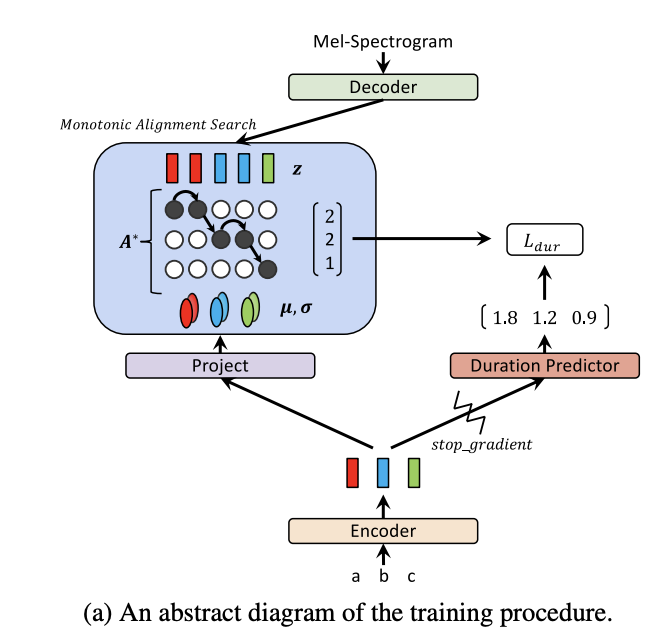 Mel-Spectrogram
Decoder
Monotonic Alignment Search
z
A*
2
2
1
μ, σ
L_dur
[1.8 1.2 0.9]
Project
Duration Predictor
stop_gradient
Encoder
a b c
(a) An abstract diagram of the training procedure.